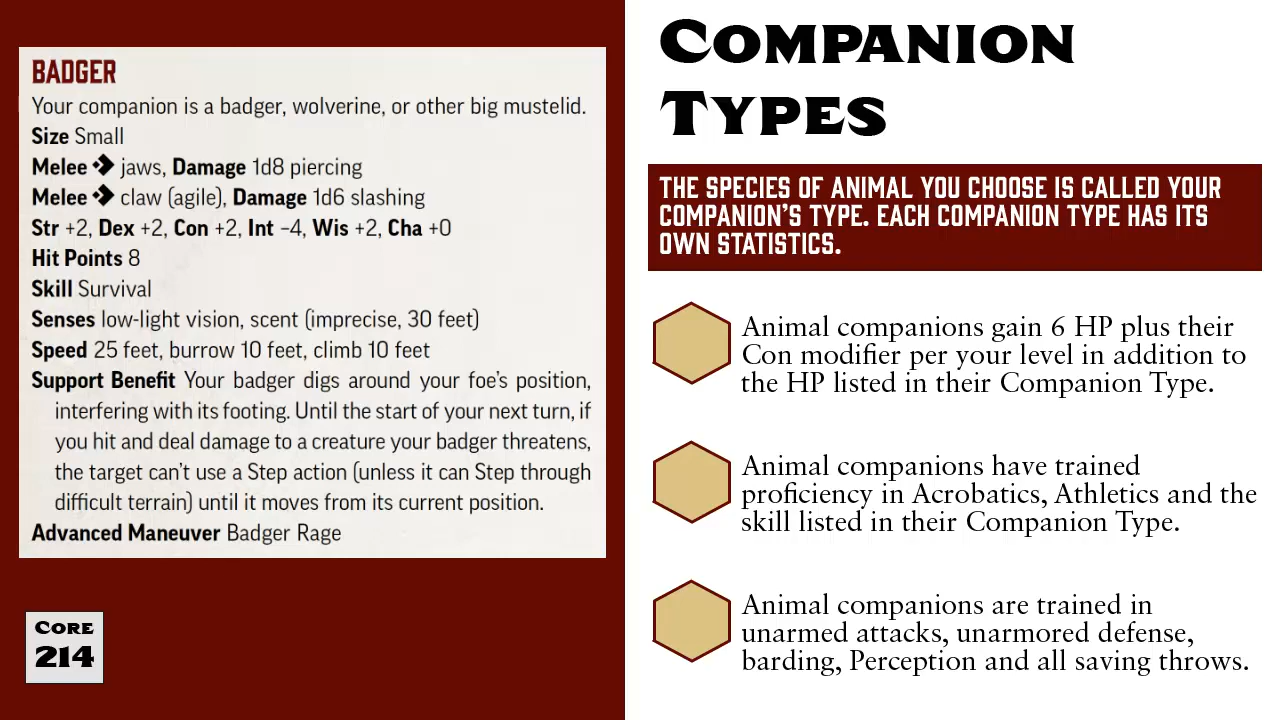 BADGER
Your companion is a badger, wolverine, or other big mustelid.
Size Small
Melee jaws, Damage 1d8 piercing
Melee claw (agile), Damage 1d6 slashing
Str +2, Dex +2, Con +2, Int –4, Wis +2, Cha +0
Hit Points 8
Skill Survival
Senses low-light vision, scent (imprecise, 30 feet)
Speed 25 feet, burrow 10 feet, climb 10 feet
Support Benefit Your badger digs around your foe's position,
interfering with its footing. Until the start of your next turn, if
you hit and deal damage to a creature your badger threatens,
the target can't use a Step action (unless it can Step through
difficult terrain) until it moves from its current position.
Advanced Maneuver Badger Rage
CORE
214
COMPANION
TYPES
THE SPECIES OF ANIMAL YOU CHOOSE IS CALLED YOUR
COMPANION'S TYPE. EACH COMPANION TYPE HAS ITS
OWN STATISTICS.
Animal companions gain 6 HP plus their
Con modifier per your level in addition to
the HP listed in their Companion Type.
Animal companions have trained
proficiency in Acrobatics, Athletics and the
skill listed in their Companion Type.
Animal companions are trained in
unarmed attacks, unarmored defense,
barding, Perception and all saving throws.